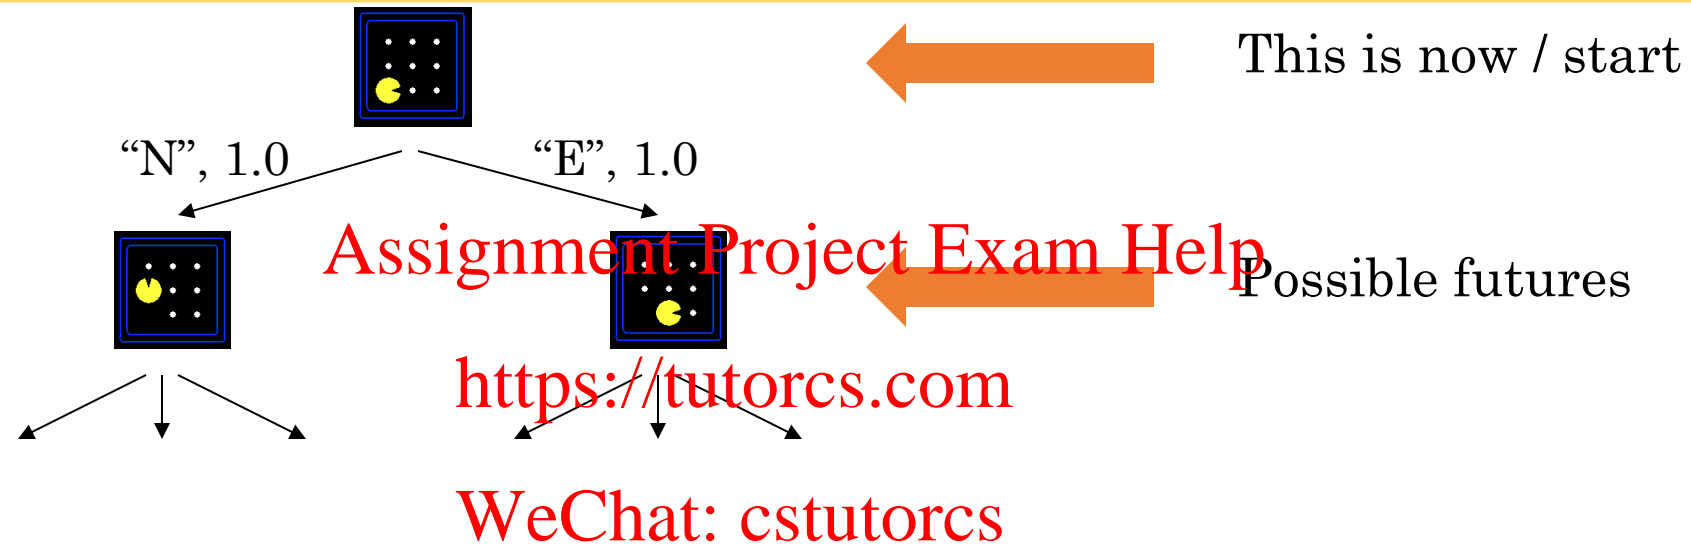 This is now / start
“N”, 1.0
“E”, 1.0
Assignment Project Exam Help
Possible futures
https://tutorcs.com
WeChat: cstutorcs